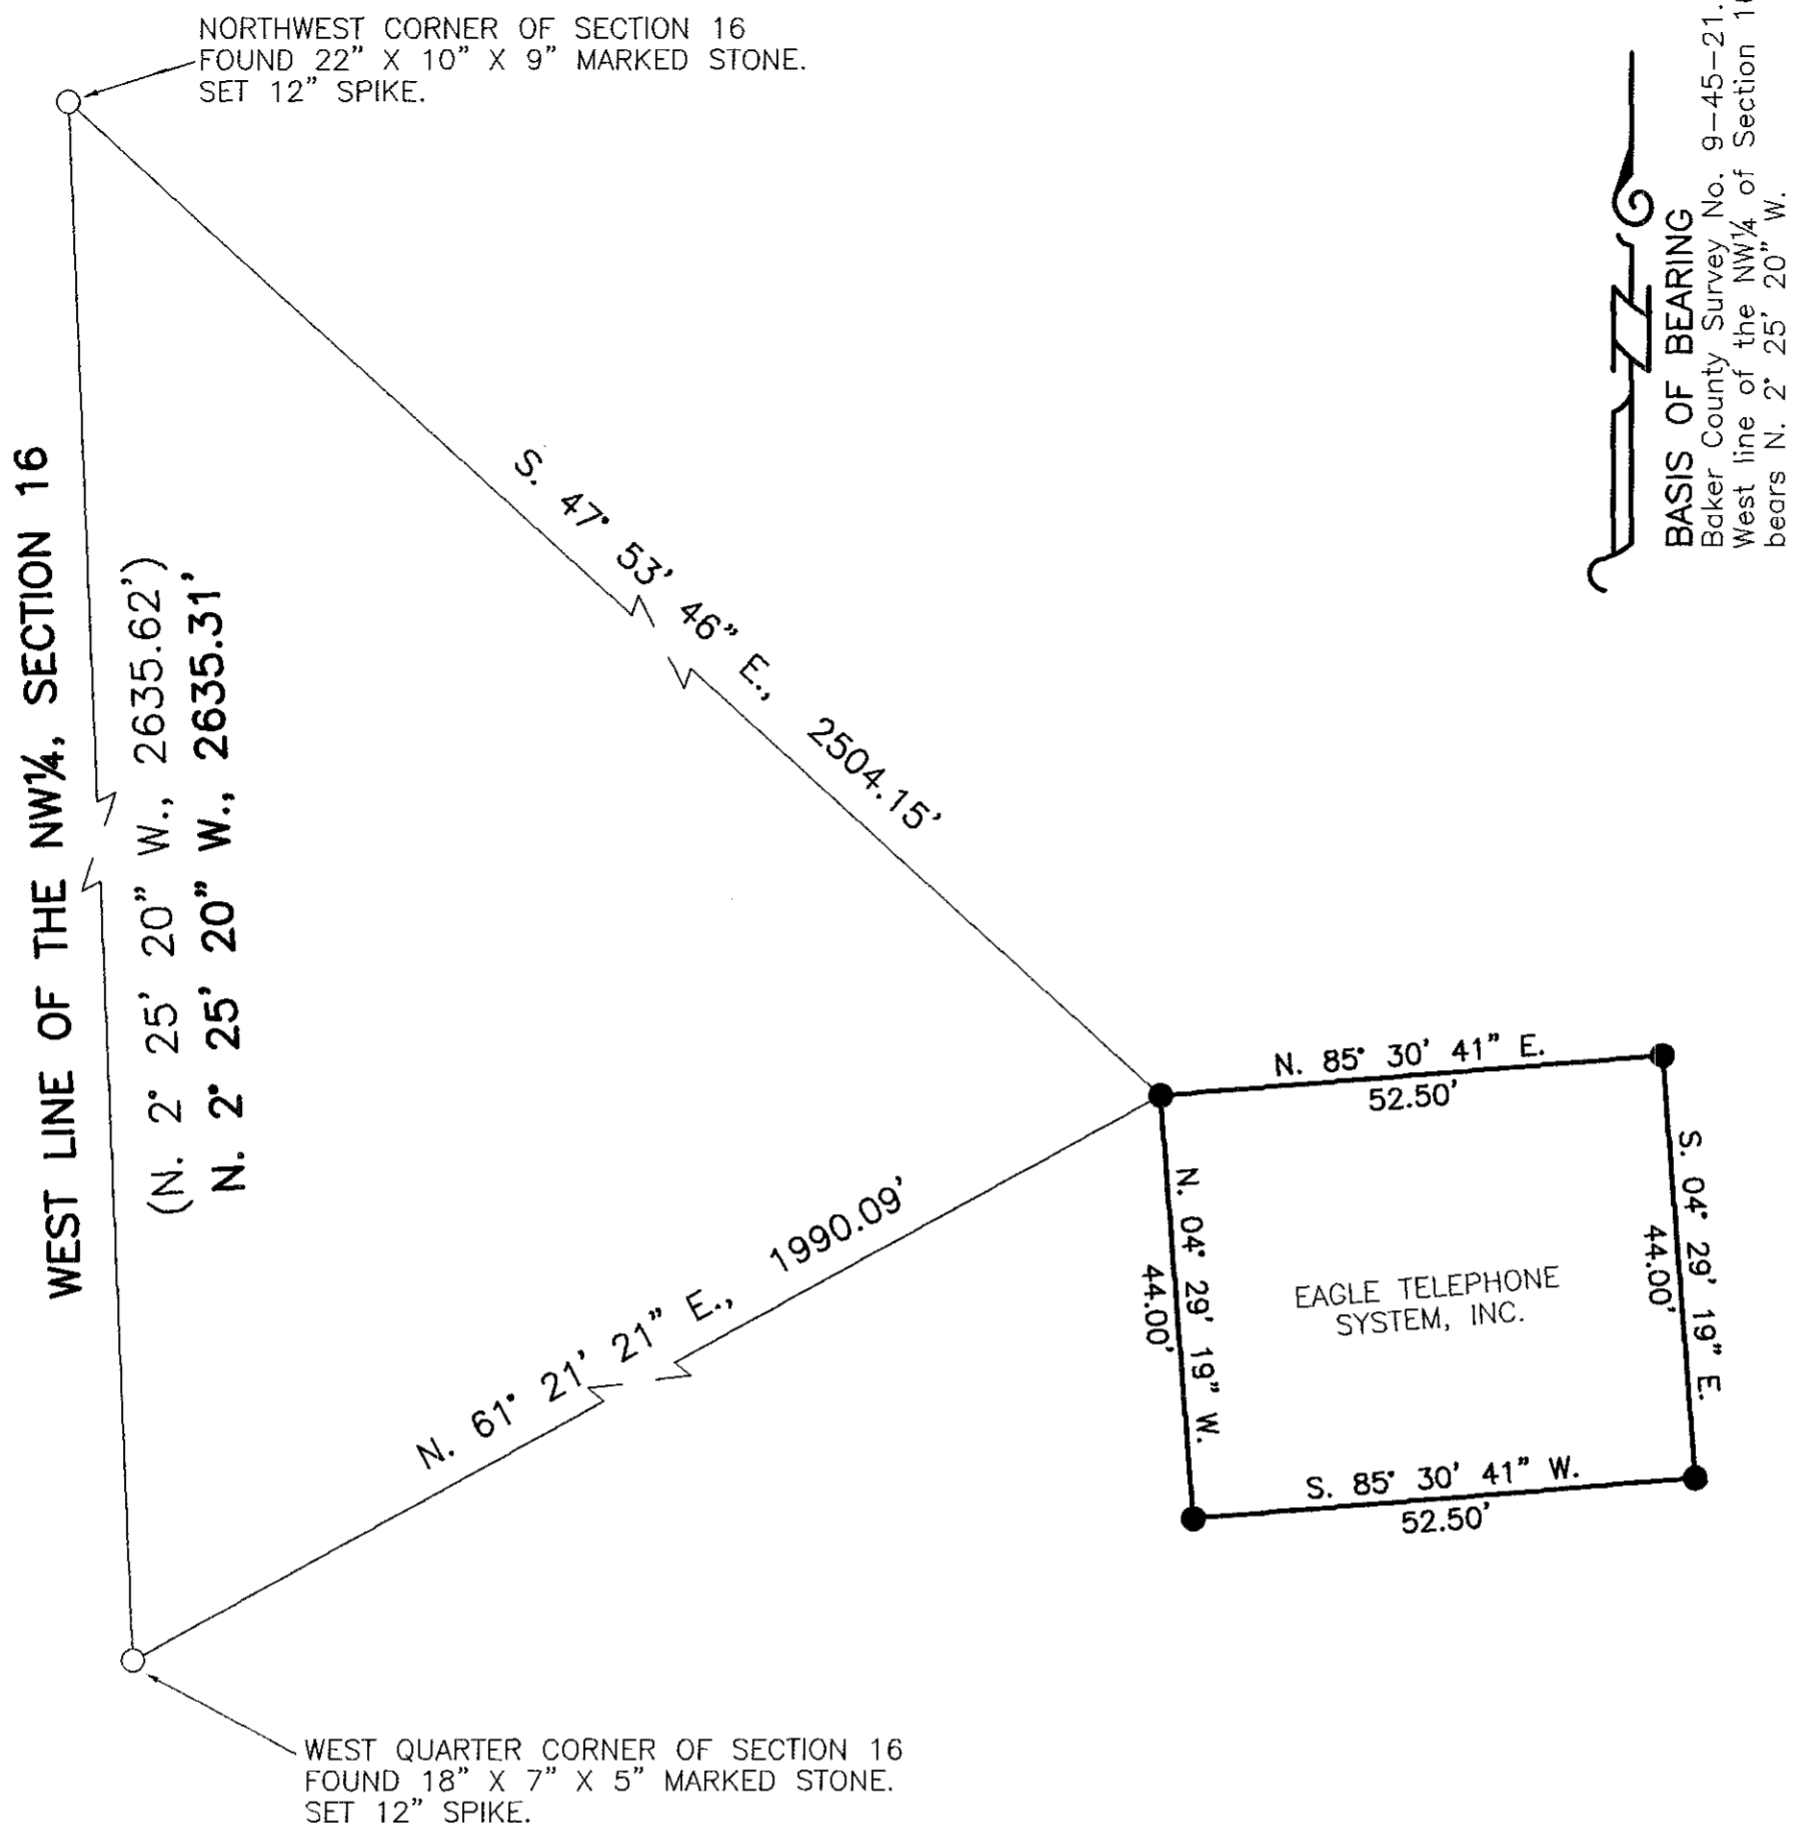 NORTHWEST CORNER OF SECTION 16
FOUND 22" X 10" X 9" MARKED STONE.
SET 12" SPIKE.
BASIS OF BEARING
Baker County Survey No. 9-45-21.
West line of the NW¼ of Section 16
bears N. 2° 25' 20" W.
WEST LINE OF THE NW¼, SECTION 16
(N. 2° 25' 20" W., 2635.62')
N. 2° 25' 20" W., 2635.31'
S. 47° 53' 46" E., 2504.15'
N. 61° 21' 21" E., 1990.09'
N. 85° 30' 41" E.
52.50'
S. 04° 29' 19" E.
44.00'
N. 04° 29' 19" W.
44.00'
EAGLE TELEPHONE
SYSTEM, INC.
S. 85° 30' 41" W.
52.50'
WEST QUARTER CORNER OF SECTION 16
FOUND 18" X 7" X 5" MARKED STONE.
SET 12" SPIKE.